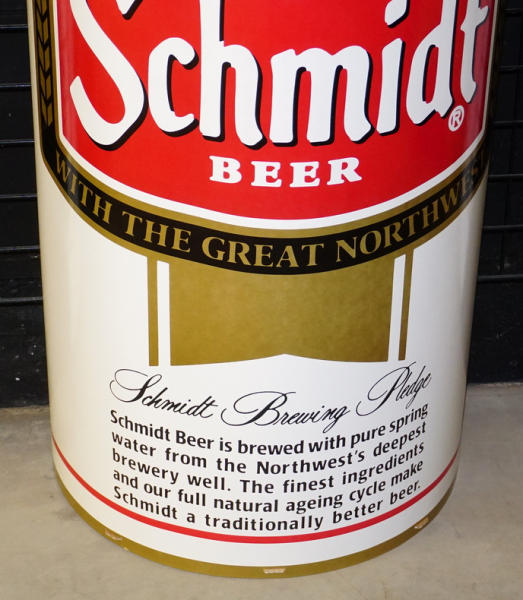 Schmidt®
BEER
WITH THE GREAT NORTHWEST
Schmidt Brewing Pledge
Schmidt Beer is brewed with pure spring
water from the Northwest's deepest
brewery well. The finest ingredients
and our full natural ageing cycle make
Schmidt a traditionally better beer.